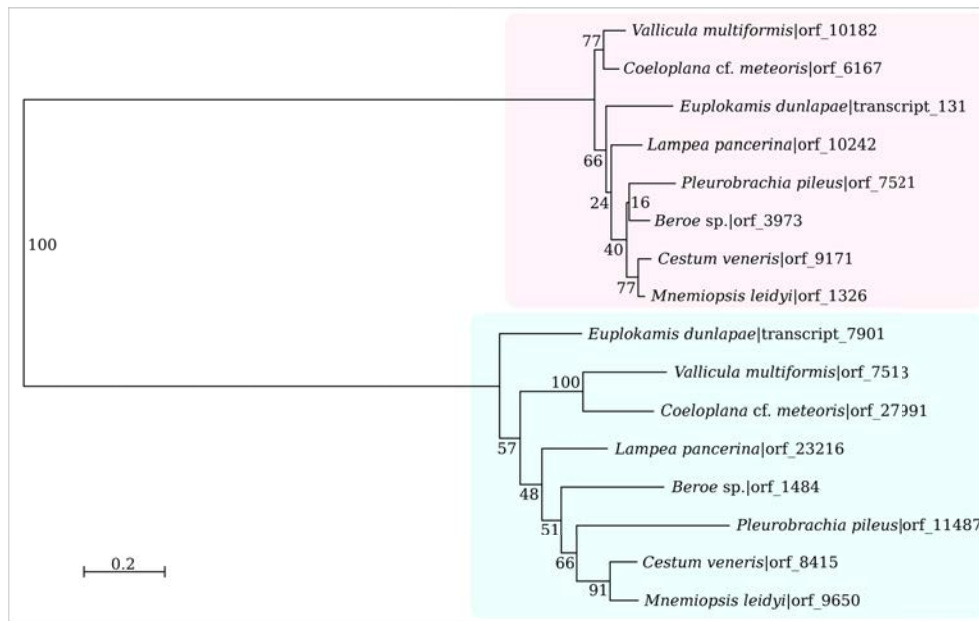 Vallicula multiformis|orf_10182
77
Coeloplana cf. meteoris|orf_6167
Euplokamis dunlapae|transcript_131
Lampea pancerina|orf_10242
66
Pleurobrachia pileus|orf_7521
24
16
Beroe sp.|orf_3973
100
40
Cestum veneris|orf_9171
77
Mnemiopsis leidyi|orf_1326
Euplokamis dunlapae|transcript_7901
Vallicula multiformis|orf_7513
100
Coeloplana cf. meteoris|orf_27991
57
Lampea pancerina|orf_23216
Beroe sp.|orf_1484
48
Pleurobrachia pileus|orf_11487
51
66
Cestum veneris|orf_8415
0.2
91
Mnemiopsis leidyi|orf_9650